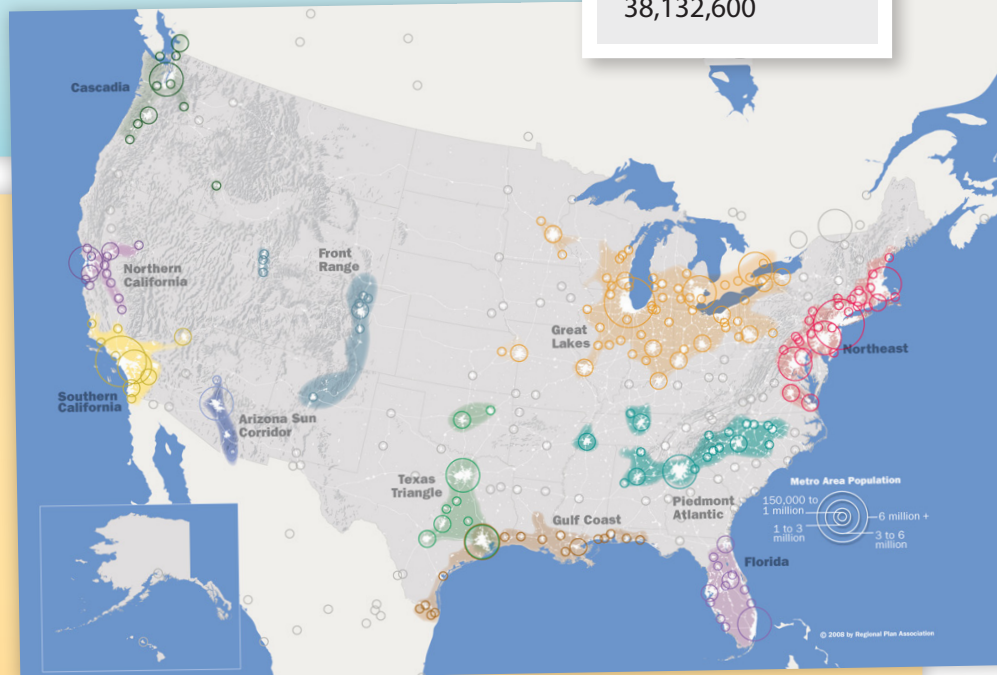 38,132,600
Cascadia
Northern
California
Front
Range
Great
Lakes
Northeast
Southern
California
Arizona Sun
Corridor
Texas
Triangle
Gulf Coast
Piedmont
Atlantic
Florida
Metro Area Population
150,000 to
1 million
6 million +
1 to 3
million
3 to 6
million
© 2008 by Regional Plan Association